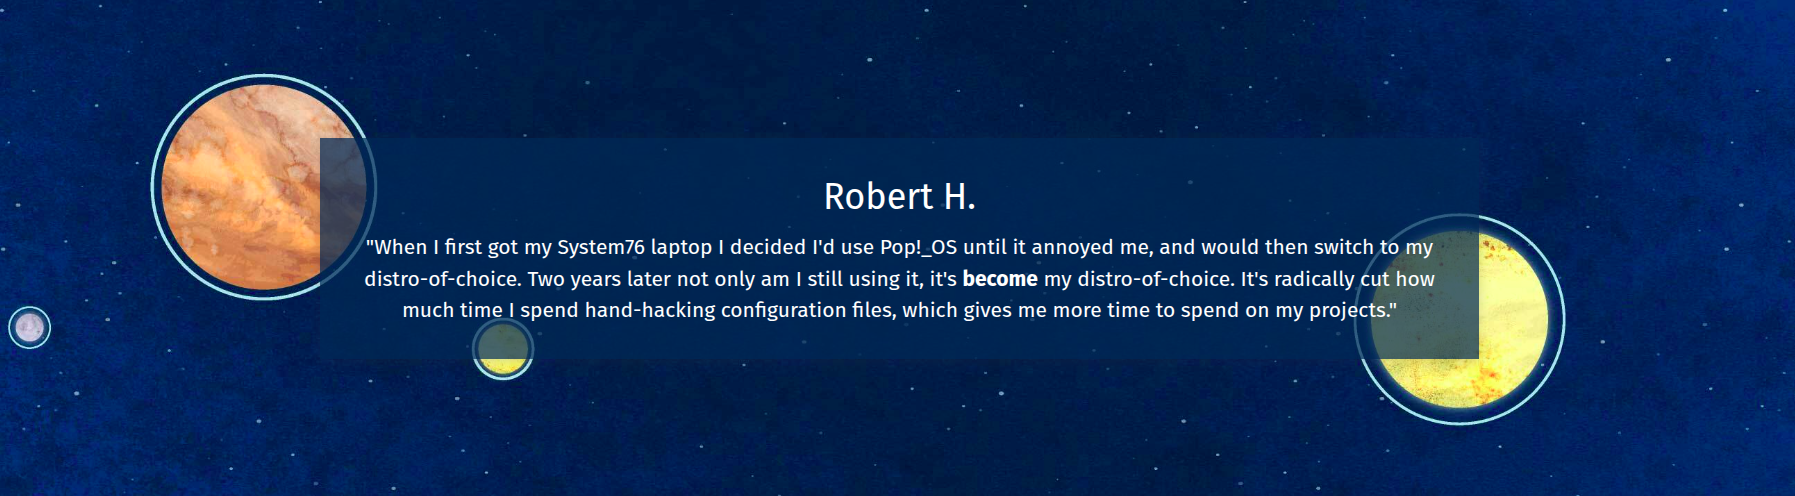 Robert H.
"When I first got my System76 laptop I decided I'd use Pop!_OS until it annoyed me, and would then switch to my
distro-of-choice. Two years later not only am I still using it, it's become my distro-of-choice. It's radically cut how
much time I spend hand-hacking configuration files, which gives me more time to spend on my projects."